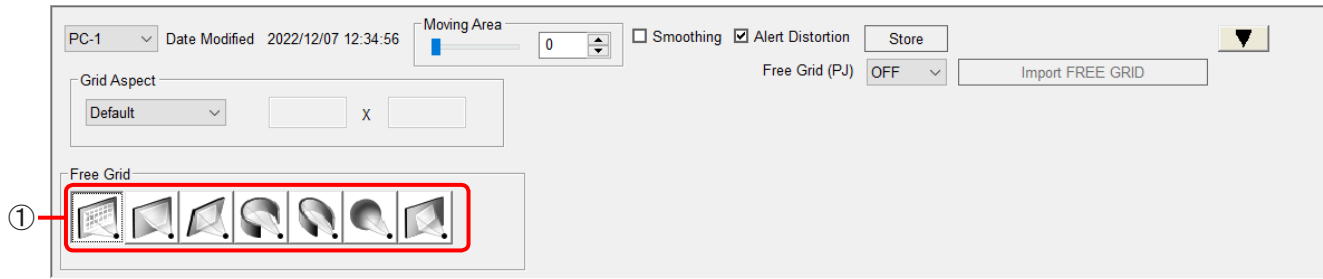 PC-1 Date Modified 2022/12/07 12:34:56 Moving Area 0 Smoothing Alert Distortion Store
Free Grid (PJ) OFF Import FREE GRID
Grid Aspect
Default X
Free Grid
①